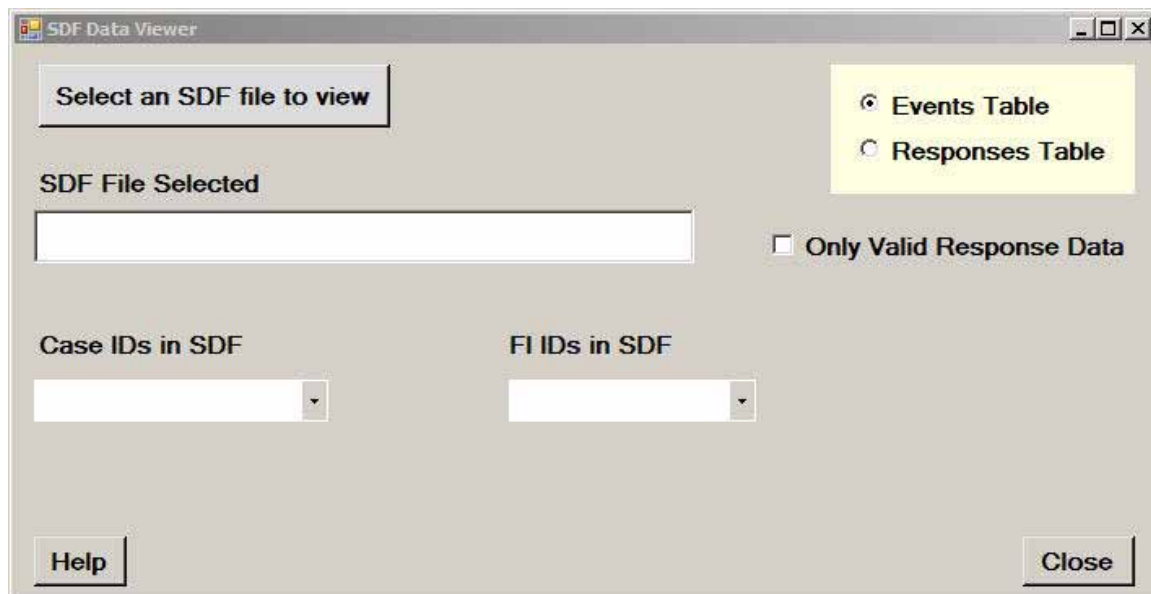 SDF Data Viewer
Select an SDF file to view
Events Table
Responses Table
SDF File Selected
Only Valid Response Data
Case IDs in SDF
FI IDs in SDF
Help
Close